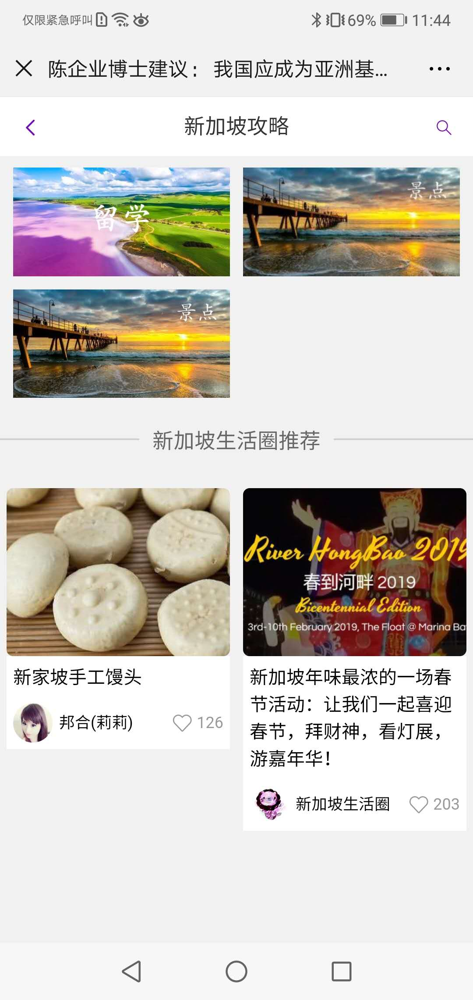 仅限紧急呼叫
69% 11:44
陈企业博士建议：我国应成为亚洲基...
新加坡攻略
留学
景点
景点
新加坡生活圈推荐
River HongBao 2019
春到河畔 2019
Bicentennial Edition
3rd-10th February 2019, The Float @ Marina Ba
新家坡手工馒头
邦合(莉莉)
126
新加坡年味最浓的一场春
节活动：让我们一起喜迎
春节，拜财神，看灯展，
游嘉年华！
新加坡生活圈
203